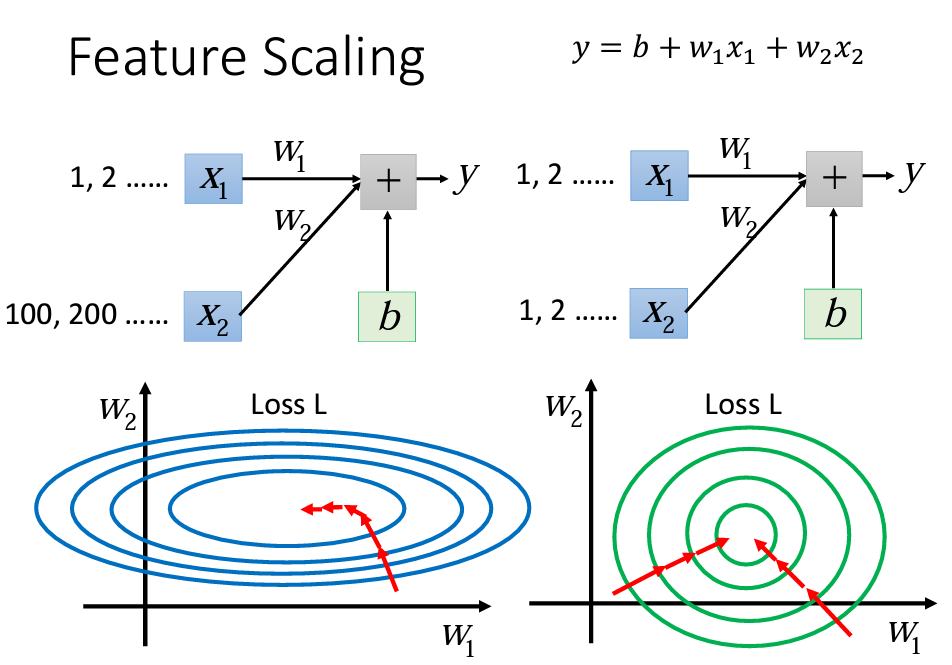 Feature Scaling
y = b + w₁x₁ + w₂x₂
1, 2 ……
x₁
w₁
+
y
w₂
100, 200 ……
x₂
b
1, 2 ……
x₁
w₁
+
y
w₂
1, 2 ……
x₂
b
w₂
Loss L
w₁
w₂
Loss L
w₁